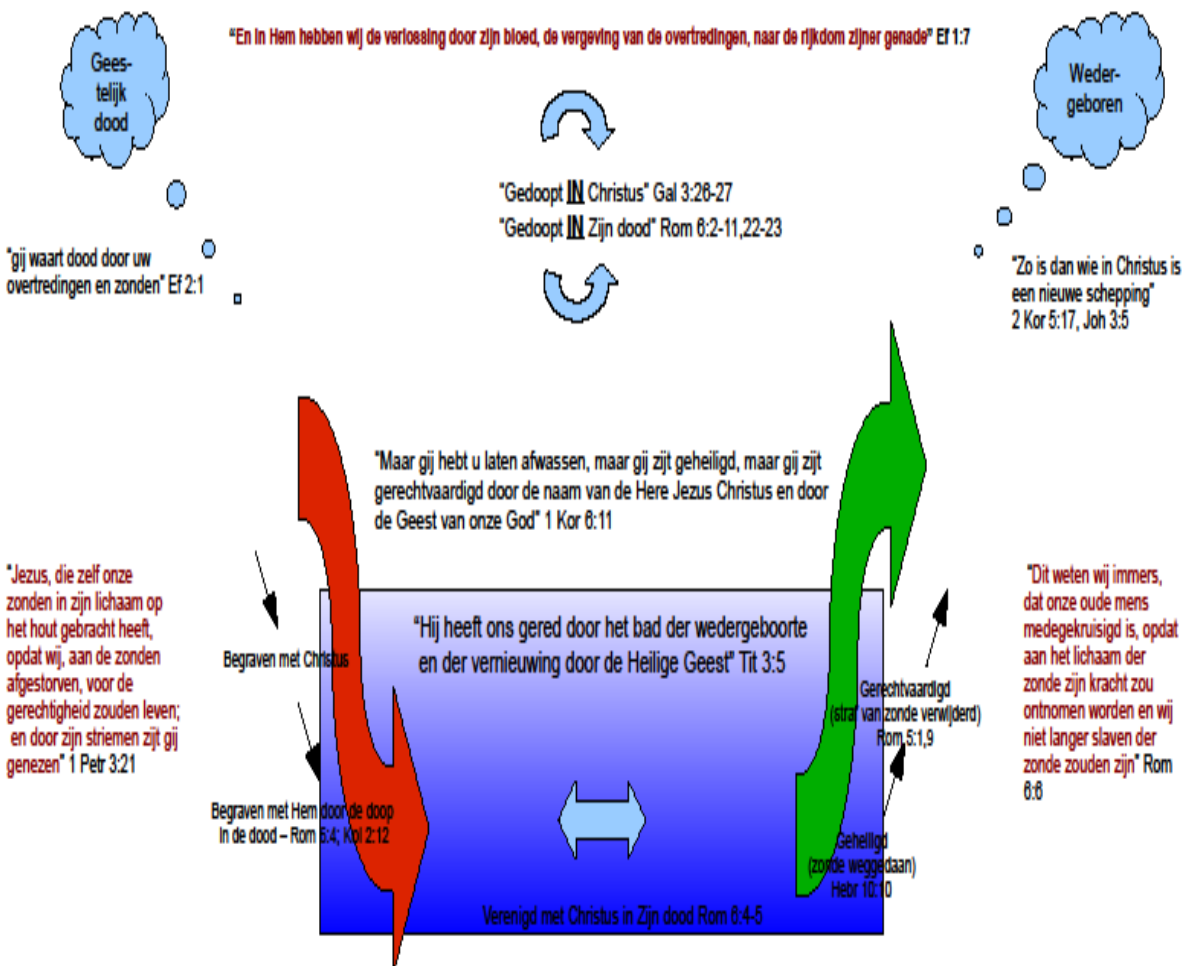 "En in Hem hebben wij de verlossing door zijn bloed, de vergeving van de overtredingen, naar de rijkdom zijner genade" Ef 1:7
Gees-
telijk
dood
Weder-
geboren
"Gedoopt IN Christus" Gal 3:26-27
"Gedoopt IN Zijn dood" Rom 6:2-11,22-23
"gij waart dood door uw
overtredingen en zonden" Ef 2:1
"Zo is dan wie in Christus is
een nieuwe schepping"
2 Kor 5:17, Joh 3:5
"Maar gij hebt u laten afwassen, maar gij zijt geheiligd, maar gij zijt
gerechtvaardigd door de naam van de Here Jezus Christus en door
de Geest van onze God" 1 Kor 6:11
"Jezus, die zelf onze
zonden in zijn lichaam op
het hout gebracht heeft,
opdat wij, aan de zonden
afgestorven, voor de
gerechtigheid zouden leven;
en door zijn striemen zijt gij
genezen" 1 Petr 3:21
Begraven met Christus
"Hij heeft ons gered door het bad der wedergeboorte
en der vernieuwing door de Heilige Geest" Tit 3:5
Gerechtvaardigd
(straf van zonde verwijderd)
Rom 5:1,9
"Dit weten wij immers,
dat onze oude mens
medegekruisigd is, opdat
aan het lichaam der
zonde zijn kracht zou
ontnomen worden en wij
niet langer slaven der
zonde zouden zijn" Rom
6:6
Begraven met Hem door de doop
in de dood – Rom 6:4; Kol 2:12
Geheiligd
(zonde weggedaan)
Hebr 10:10
Verenigd met Christus in Zijn dood Rom 6:4-5